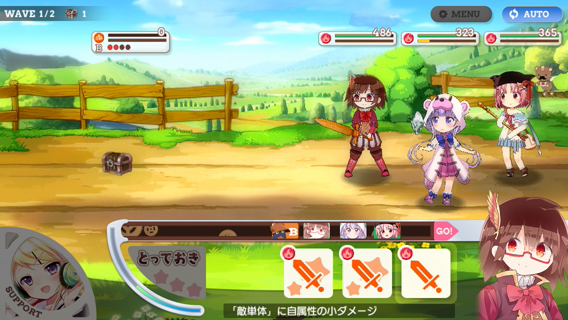 WAVE 1/2 1
MENU
AUTO
0
B
486
323
365
GO!
とっておき
SUPPORT
「敵単体」に自属性の小ダメージ